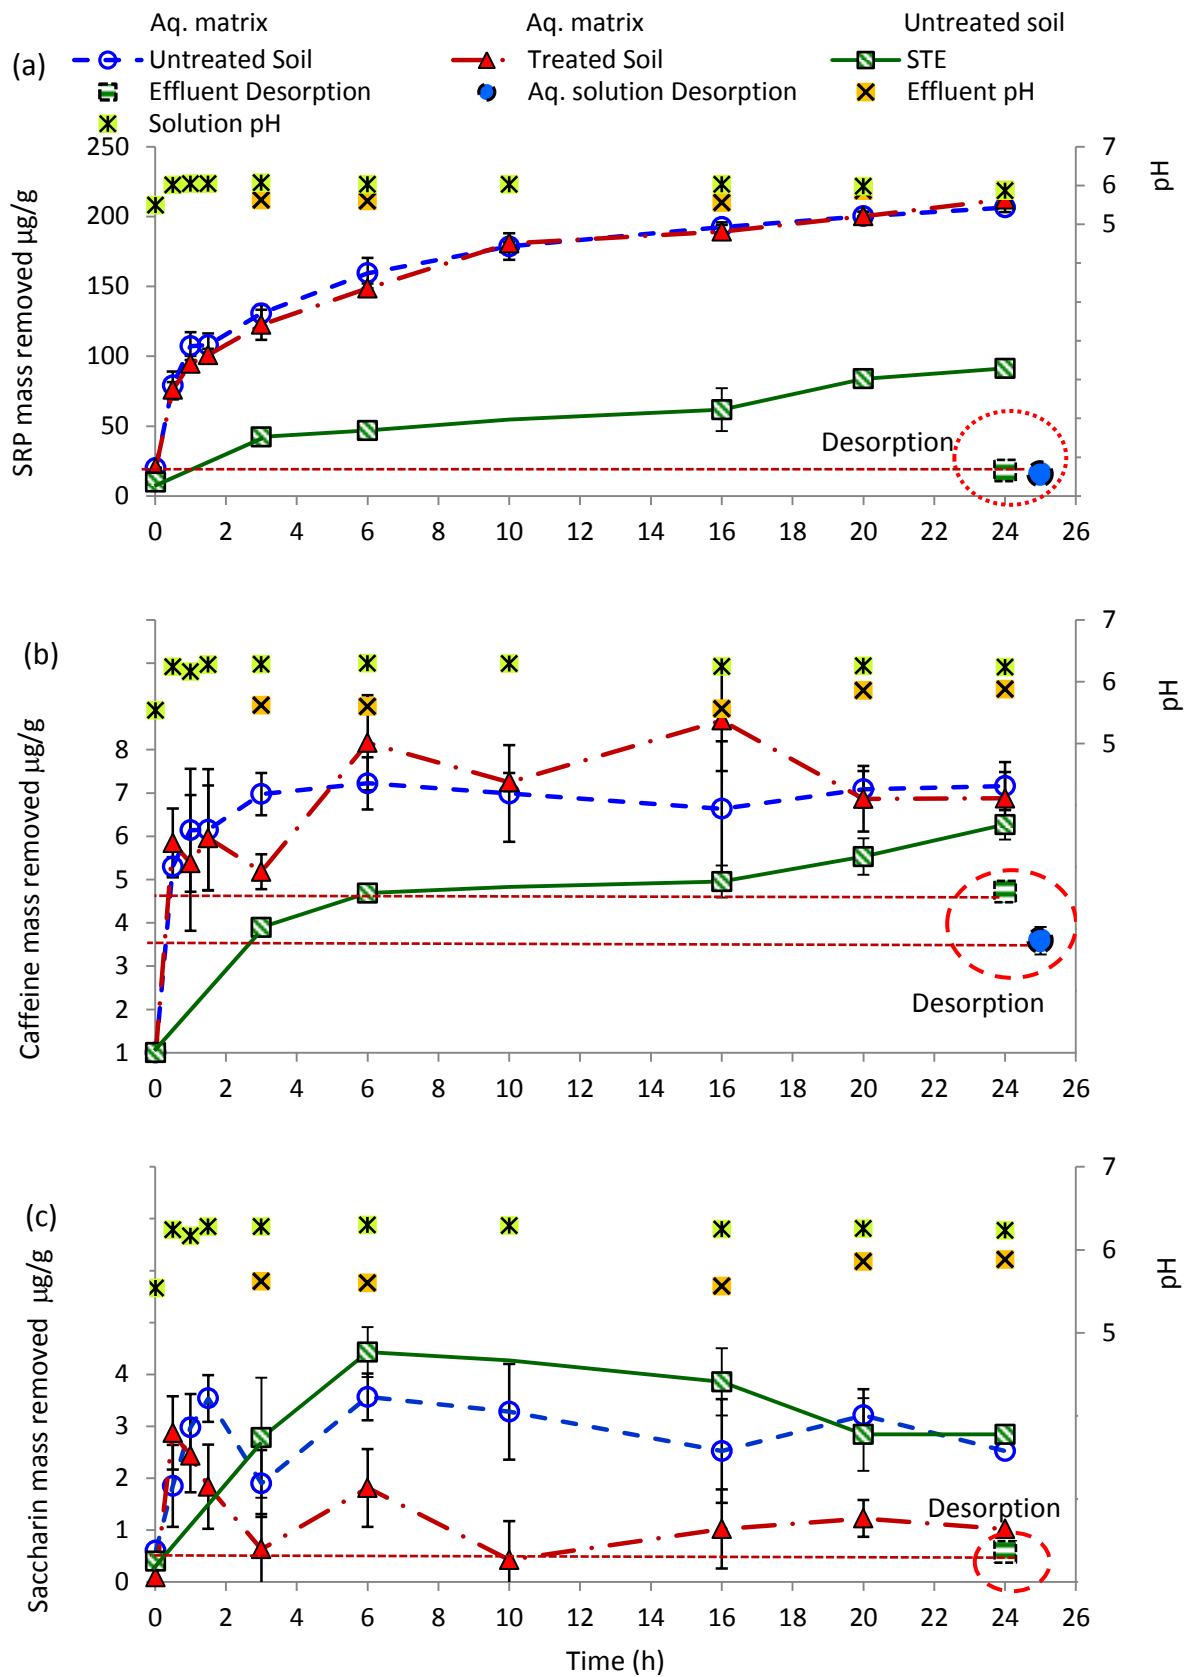 Aq. matrix Aq. matrix Untreated soil
(a) Untreated Soil Treated Soil STE
Effluent Desorption Aq. solution Desorption Effluent pH
Solution pH
SRP mass removed µg/g
250
200
150
100
50
0
7
6
5
pH
Desorption
0 2 4 6 8 10 12 14 16 18 20 22 24 26
(b)
Caffeine mass removed µg/g
8
7
6
5
4
3
2
1
7
6
5
pH
Desorption
0 2 4 6 8 10 12 14 16 18 20 22 24 26
(c)
Saccharin mass removed µg/g
4
3
2
1
0
7
6
5
pH
Desorption
0 2 4 6 8 10 12 14 16 18 20 22 24 26
Time (h)